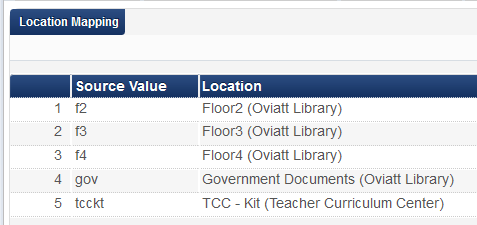 Location Mapping
Source Value Location
1 f2 Floor2 (Oviatt Library)
2 f3 Floor3 (Oviatt Library)
3 f4 Floor4 (Oviatt Library)
4 gov Government Documents (Oviatt Library)
5 tcckt TCC - Kit (Teacher Curriculum Center)